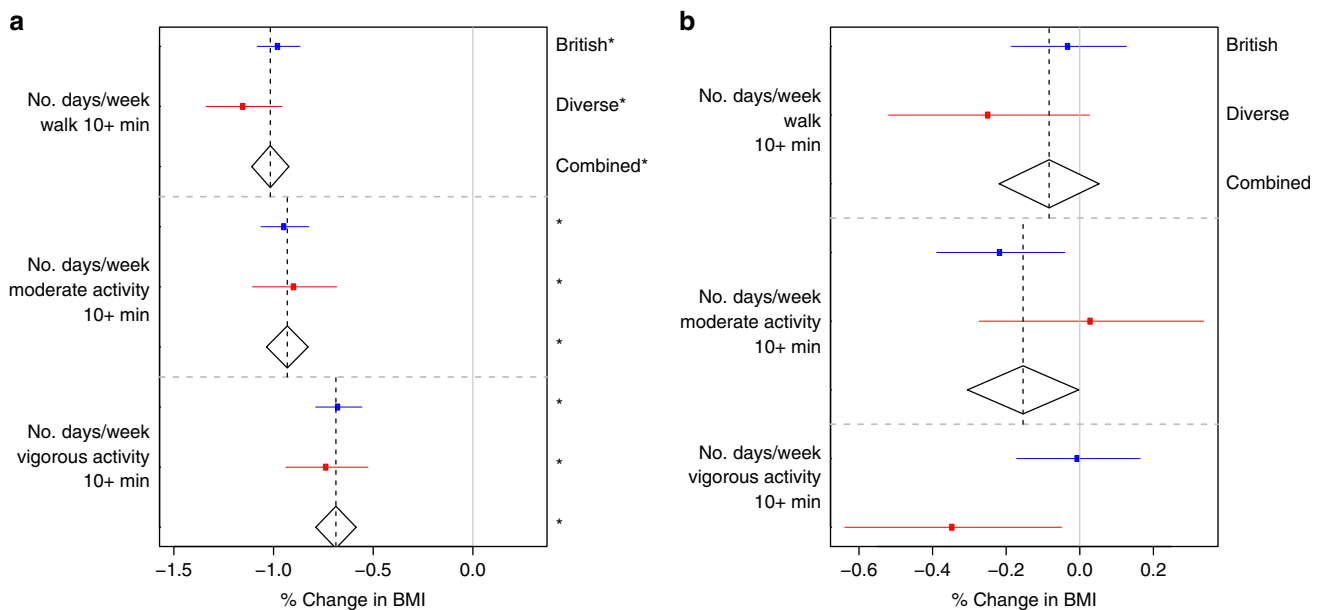 a
British*
No. days/week
walk 10+ min
Diverse*
Combined*
*
No. days/week
moderate activity
10+ min
*
*
*
No. days/week
vigorous activity
10+ min
*
*
−1.5 −1.0 −0.5 0.0
% Change in BMI
b
British
No. days/week
walk
10+ min
Diverse
Combined
No. days/week
moderate activity
10+ min
No. days/week
vigorous activity
10+ min
−0.6 −0.4 −0.2 0.0 0.2
% Change in BMI